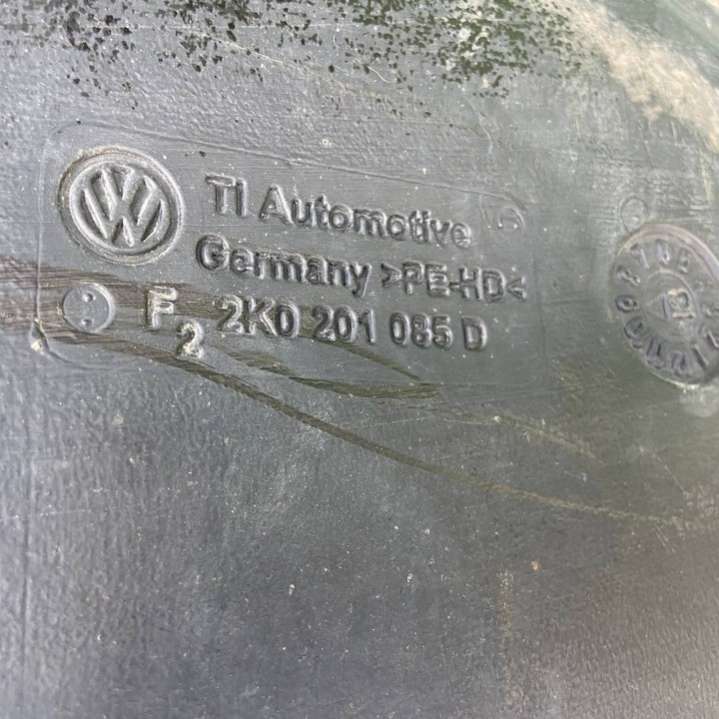 TI Automotive
Germany >PE-HD<
F2 2K0 201 085 D